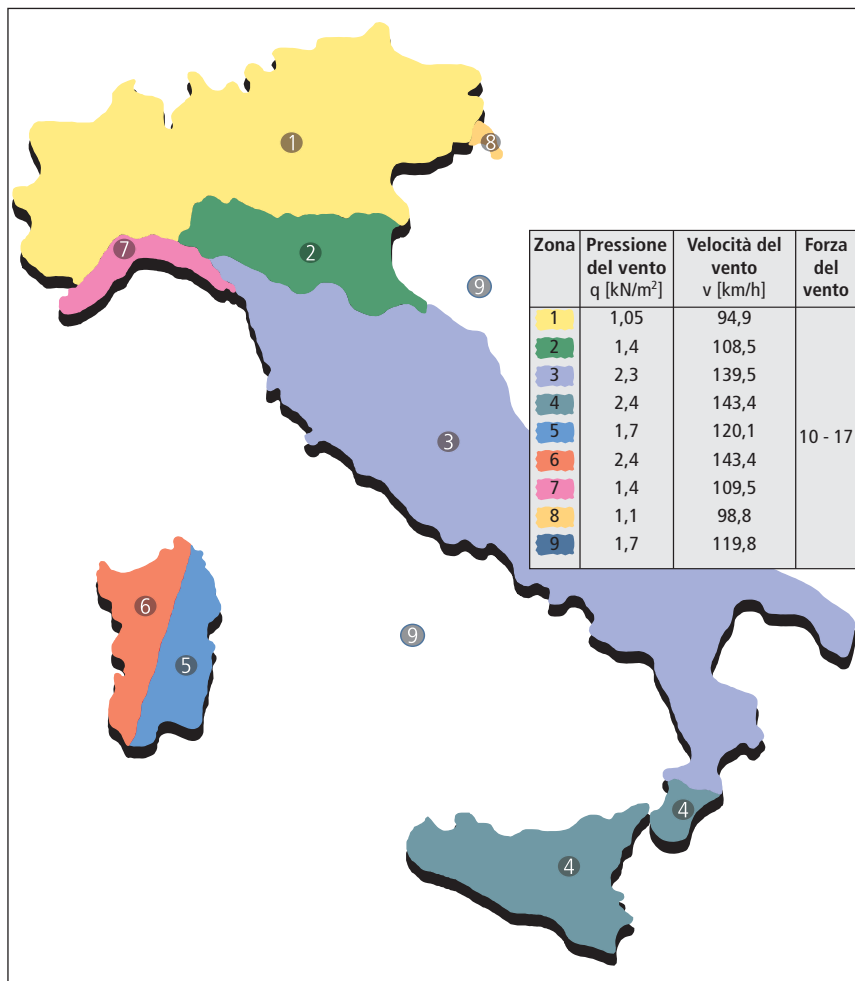 1
8
7
2
9
3
6
5
9
4
4
Zona Pressione del vento q [kN/m²] Velocità del vento v [km/h] Forza del vento
1 1,05 94,9
2 1,4 108,5
3 2,3 139,5
4 2,4 143,4
5 1,7 120,1 10 - 17
6 2,4 143,4
7 1,4 109,5
8 1,1 98,8
9 1,7 119,8